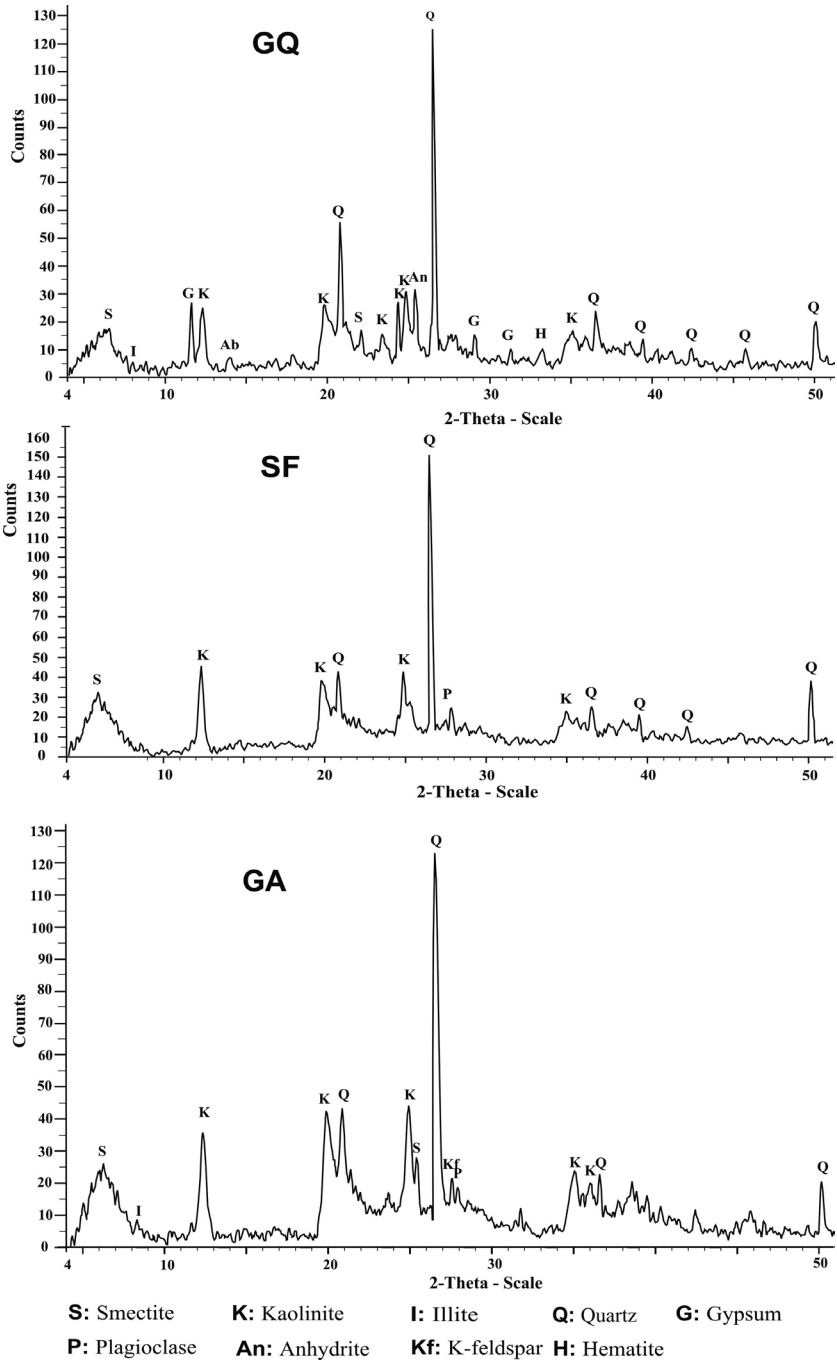 GQ
Counts
130
120
110
100
90
80
70
60
50
40
30
20
10
0
S I G K Ab K Q S K K K An Q G G H K Q Q Q Q Q
4 10 20 30 40 50
2-Theta - Scale
SF
Counts
160
150
140
130
120
110
100
90
80
70
60
50
40
30
20
10
0
S K K Q K Q P K Q Q Q Q
4 10 20 30 40 50
2-Theta - Scale
GA
Counts
130
120
110
100
90
80
70
60
50
40
30
20
10
0
S I K K Q K S Q Kf P K K Q Q
4 10 20 30 50
2-Theta - Scale
S: Smectite K: Kaolinite I: Illite Q: Quartz G: Gypsum
P: Plagioclase An: Anhydrite Kf: K-feldspar H: Hematite